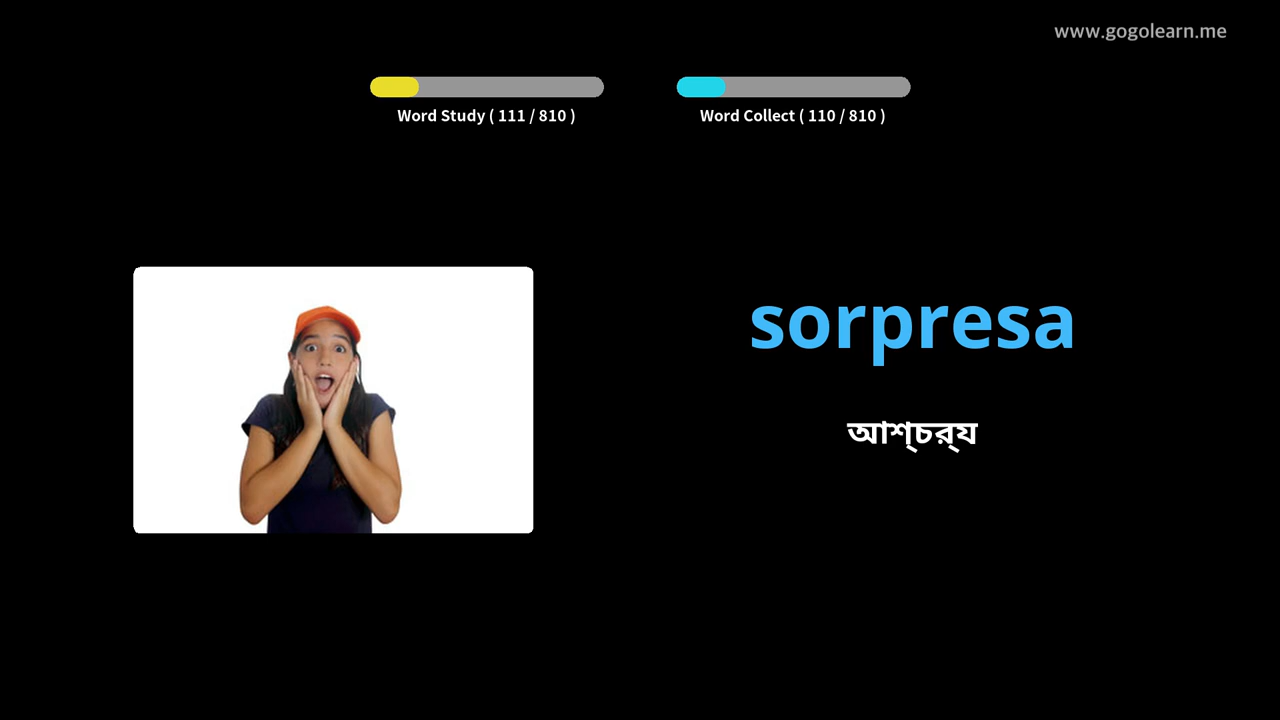 www.gogolearn.me
Word Study ( 111 / 810 )
Word Collect ( 110 / 810 )
sorpresa
আশ্চর্য